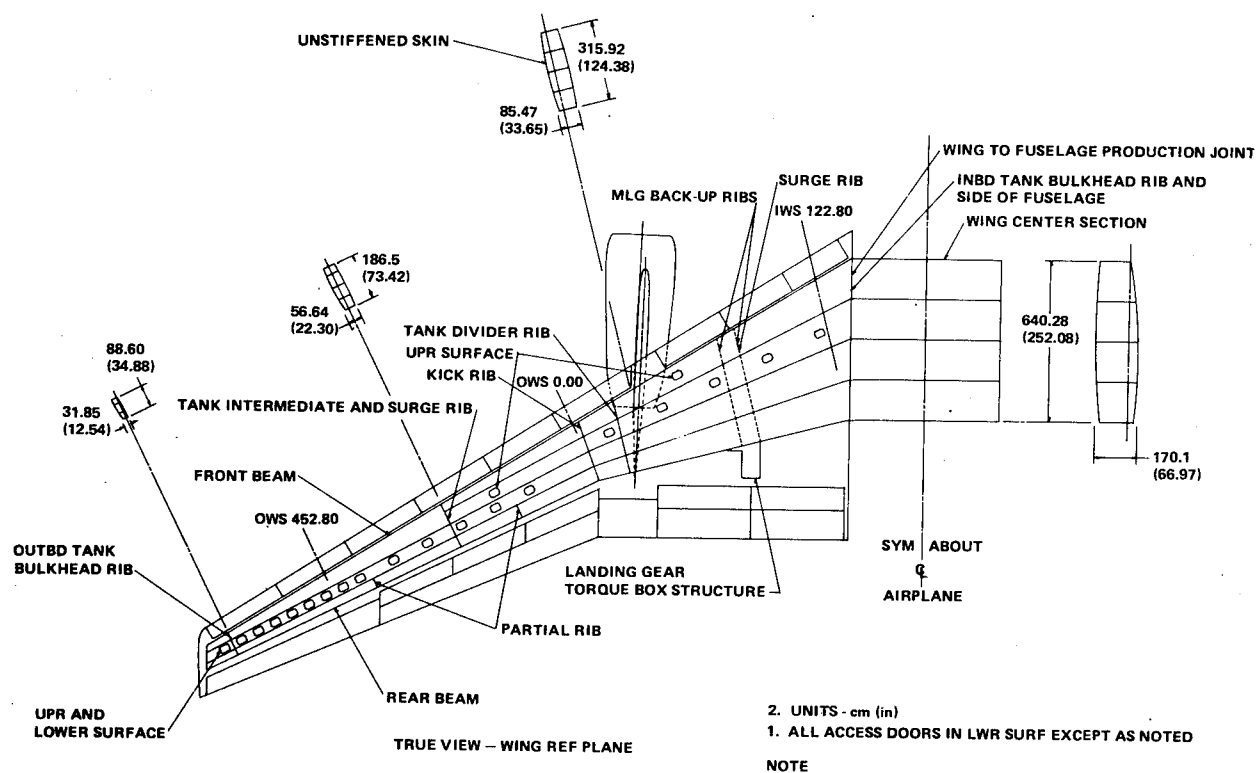 UNSTIFFENED SKIN
315.92
(124.38)
85.47
(33.65)
WING TO FUSELAGE PRODUCTION JOINT
SURGE RIB
INBD TANK BULKHEAD RIB AND
SIDE OF FUSELAGE
MLG BACK-UP RIBS
IWS 122.80
WING CENTER SECTION
186.5
(73.42)
56.64
(22.30)
640.28
(252.08)
TANK DIVIDER RIB
UPR SURFACE
KICK RIB
OWS 0.00
88.60
(34.88)
31.85
(12.54)
TANK INTERMEDIATE AND SURGE RIB
170.1
(66.97)
FRONT BEAM
OWS 452.80
OUTBD TANK
BULKHEAD RIB
SYM ABOUT
℄
AIRPLANE
LANDING GEAR
TORQUE BOX STRUCTURE
PARTIAL RIB
REAR BEAM
UPR AND
LOWER SURFACE
TRUE VIEW – WING REF PLANE
2. UNITS - cm (in)
1. ALL ACCESS DOORS IN LWR SURF EXCEPT AS NOTED
NOTE